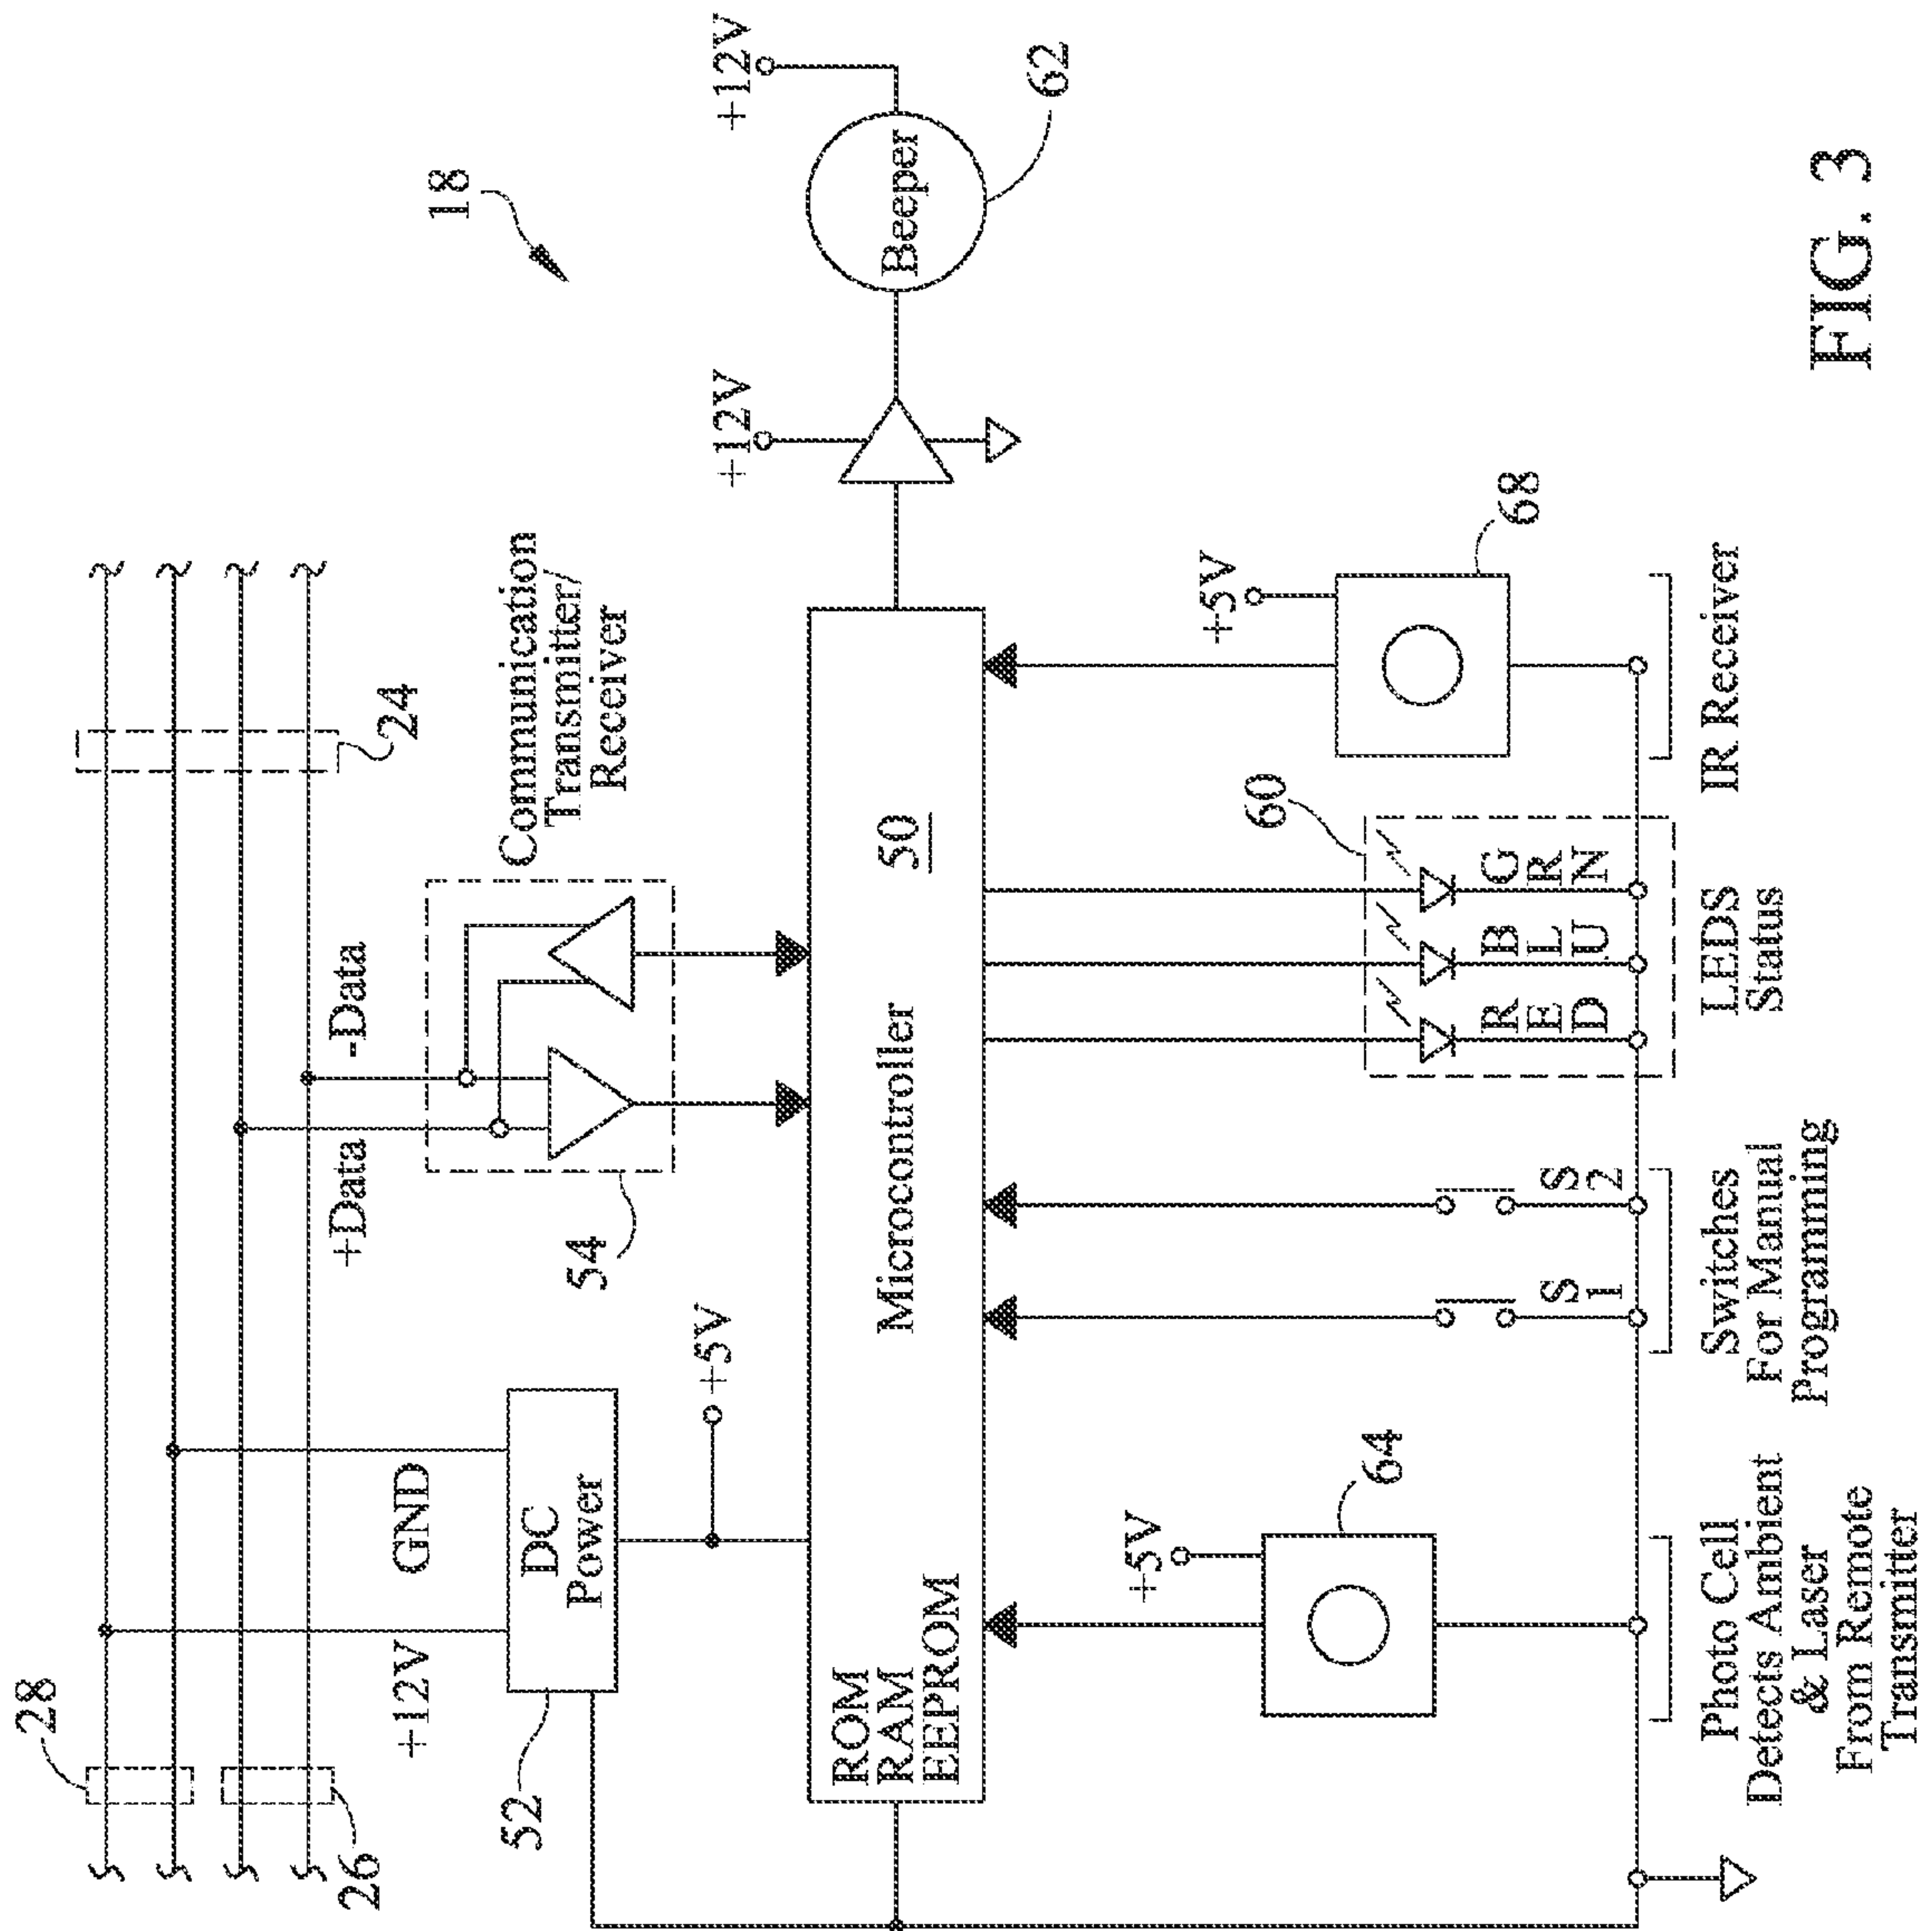 28
26
24
18
+12V
GND
+Data
-Data
Communication
Transmitter/
Receiver
52
DC
Power
54
+5V
+12V
+12V
Beeper
62
ROM
RAM
EEPROM
Microcontroller
50
+5V
64
S
1
S
2
60
R
E
D
B
L
U
G
R
N
+5V
68
Photo Cell
Detects Ambient
& Laser
From Remote
Transmitter
Switches
For Manual
Programming
LEDS
Status
IR Receiver
FIG. 3